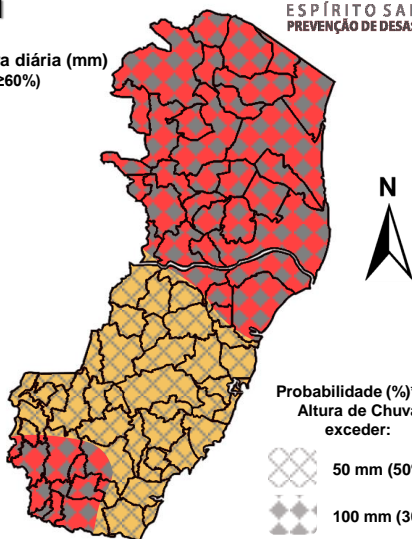 ESPÍRITO SA
PREVENÇÃO DE DESAS
a diária (mm)
≥60%)
N
Probabilidade (%)
Altura de Chuva
exceder:
50 mm (50
100 mm (30